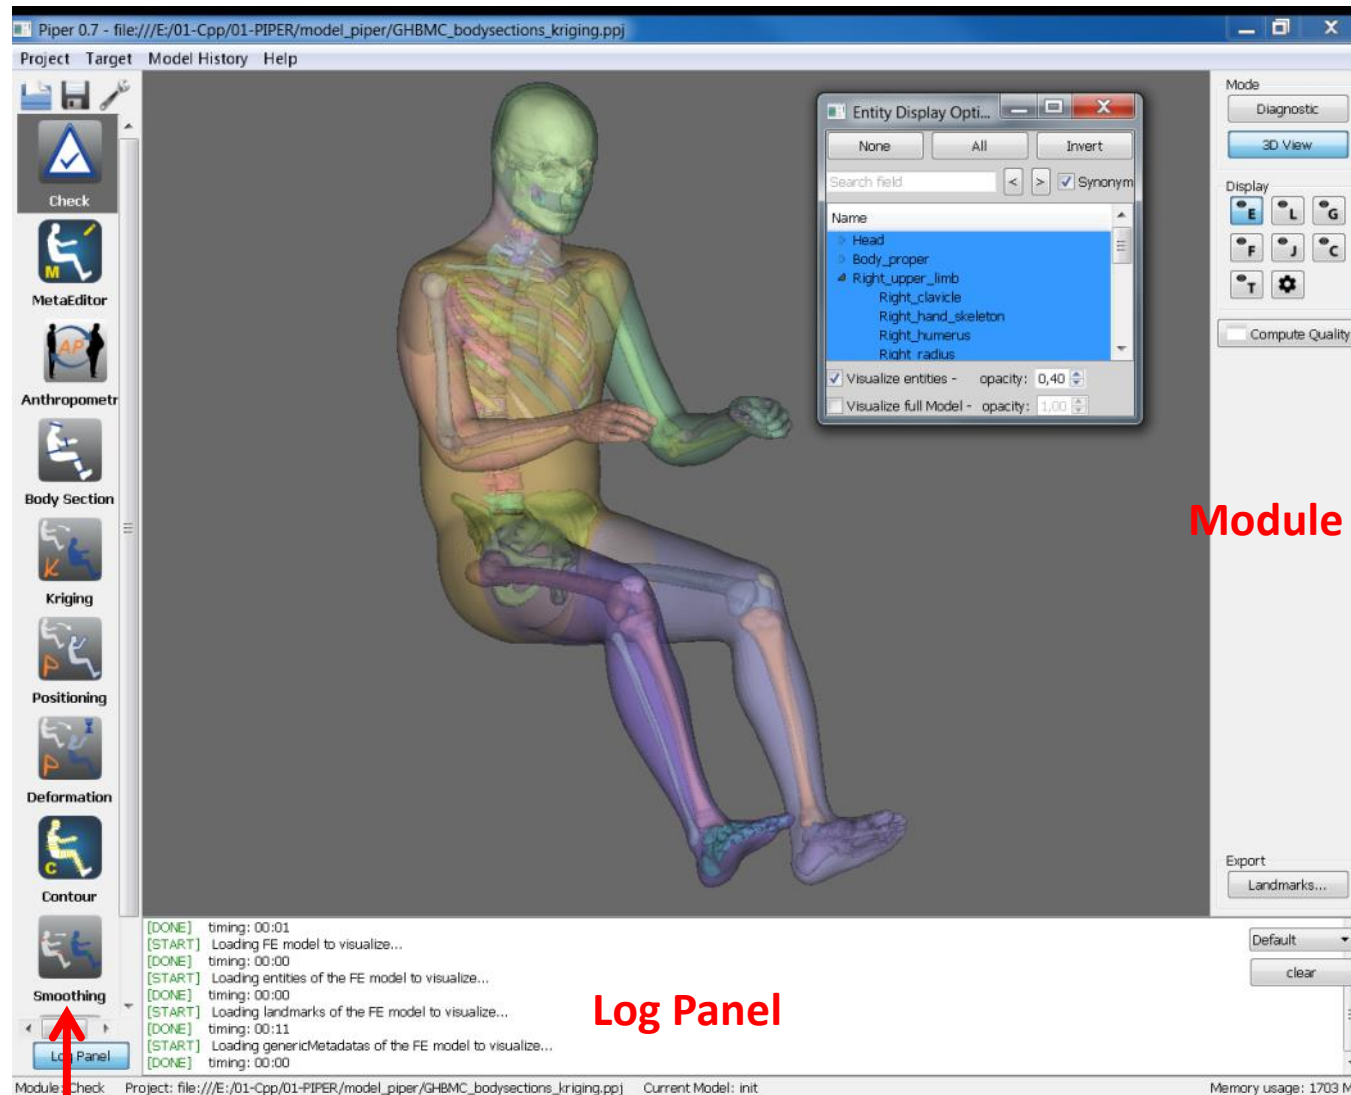 Piper 0.7 - file:///E:/01-Cpp/01-PIPER/model_piper/GHBMC_bodysections_kriging.ppj
Project Target Model History Help
Check
M
MetaEditor
AP
Anthropometr
Body Section
K
Kriging
P
Positioning
P
Deformation
C
Contour
Smoothing
Log Panel
Entity Display Opti...
None All Invert
Search field < > Synonym
Name
Head
Body_proper
Right_upper_limb
Right_clavicle
Right_hand_skeleton
Right_humerus
Right_radius
Visualize entities - opacity: 0,40
Visualize full Model - opacity: 1,00
Mode
Diagnostic
3D View
Display
E L G
F J C
T
Compute Quality
Module
Export
Landmarks...
[DONE] timing: 00:01
[START] Loading FE model to visualize...
[DONE] timing: 00:00
[START] Loading entities of the FE model to visualize...
[DONE] timing: 00:00
[START] Loading landmarks of the FE model to visualize...
[DONE] timing: 00:11
[START] Loading genericMetadatas of the FE model to visualize...
[DONE] timing: 00:00
Log Panel
Default
clear
Module: Check Project: file:///E:/01-Cpp/01-PIPER/model_piper/GHBMC_bodysections_kriging.ppj Current Model: init Memory usage: 1703 M